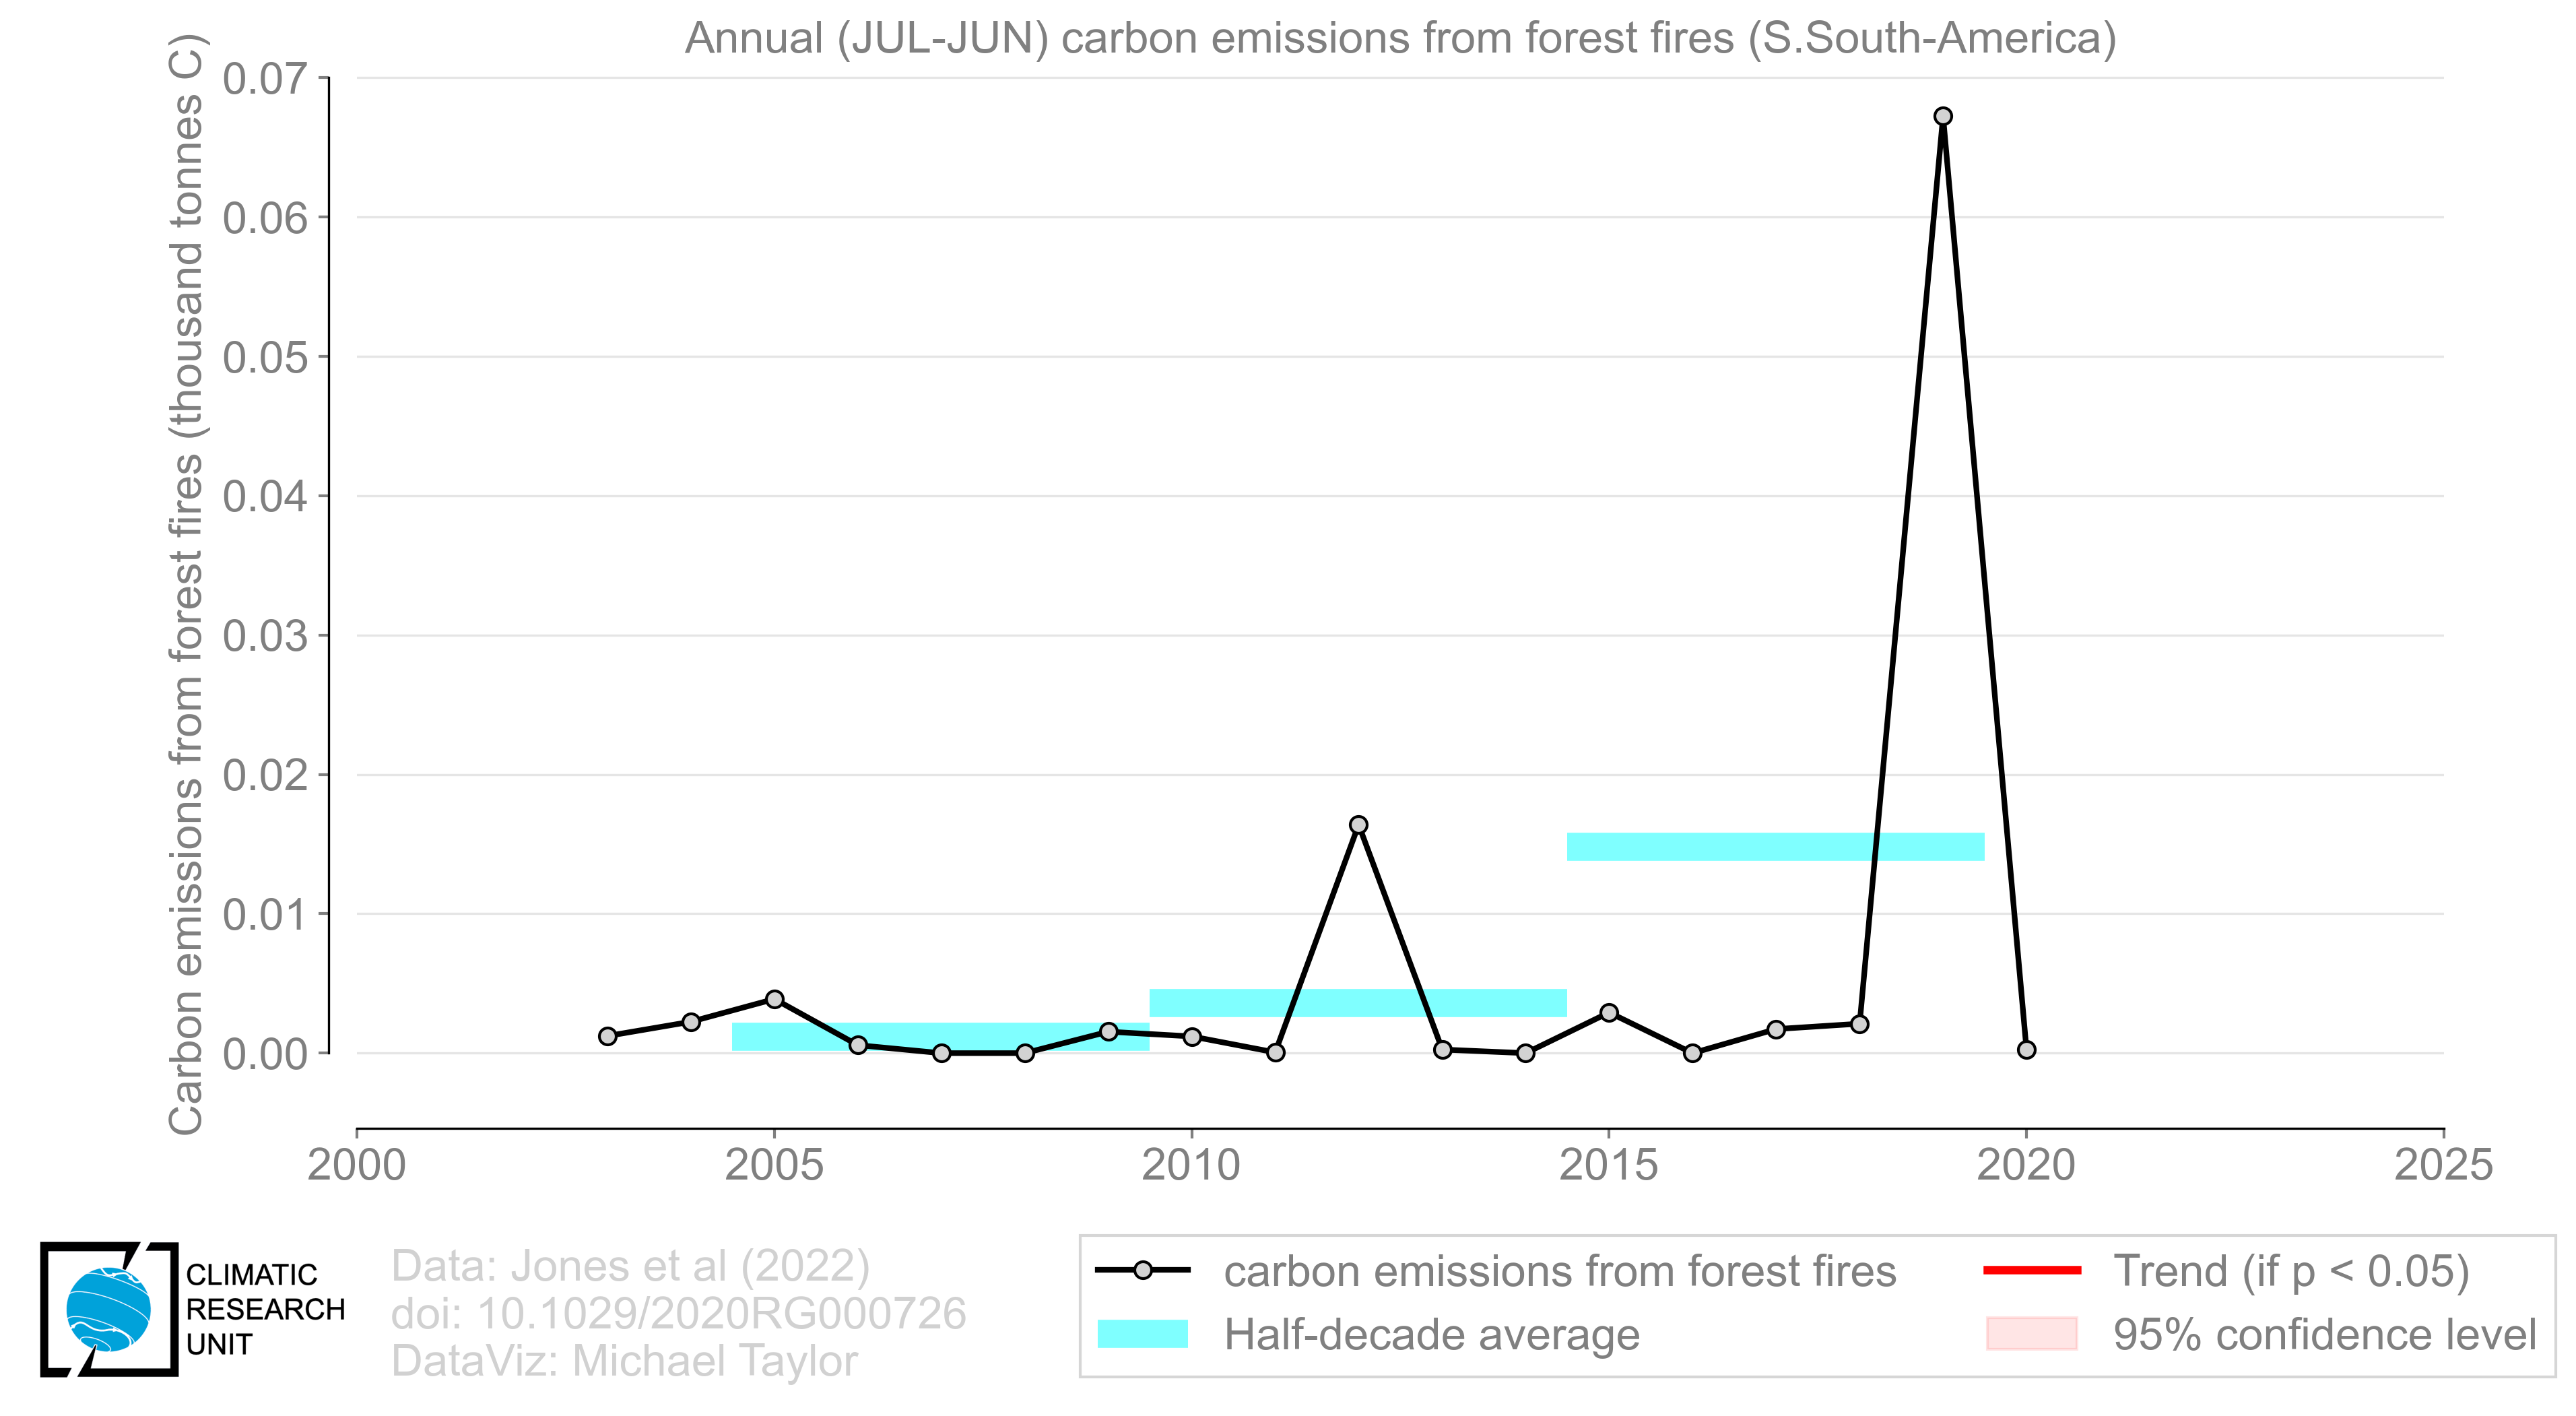 Annual (JUL-JUN) carbon emissions from forest fires (S.South-America)
Carbon emissions from forest fires (thousand tonnes C)
0.07
0.06
0.05
0.04
0.03
0.02
0.01
0.00
2000 2005 2010 2015 2020 2025
CLIMATIC
RESEARCH
UNIT
Data: Jones et al (2022)
doi: 10.1029/2020RG000726
DataViz: Michael Taylor
carbon emissions from forest fires
Half-decade average
Trend (if p < 0.05)
95% confidence level